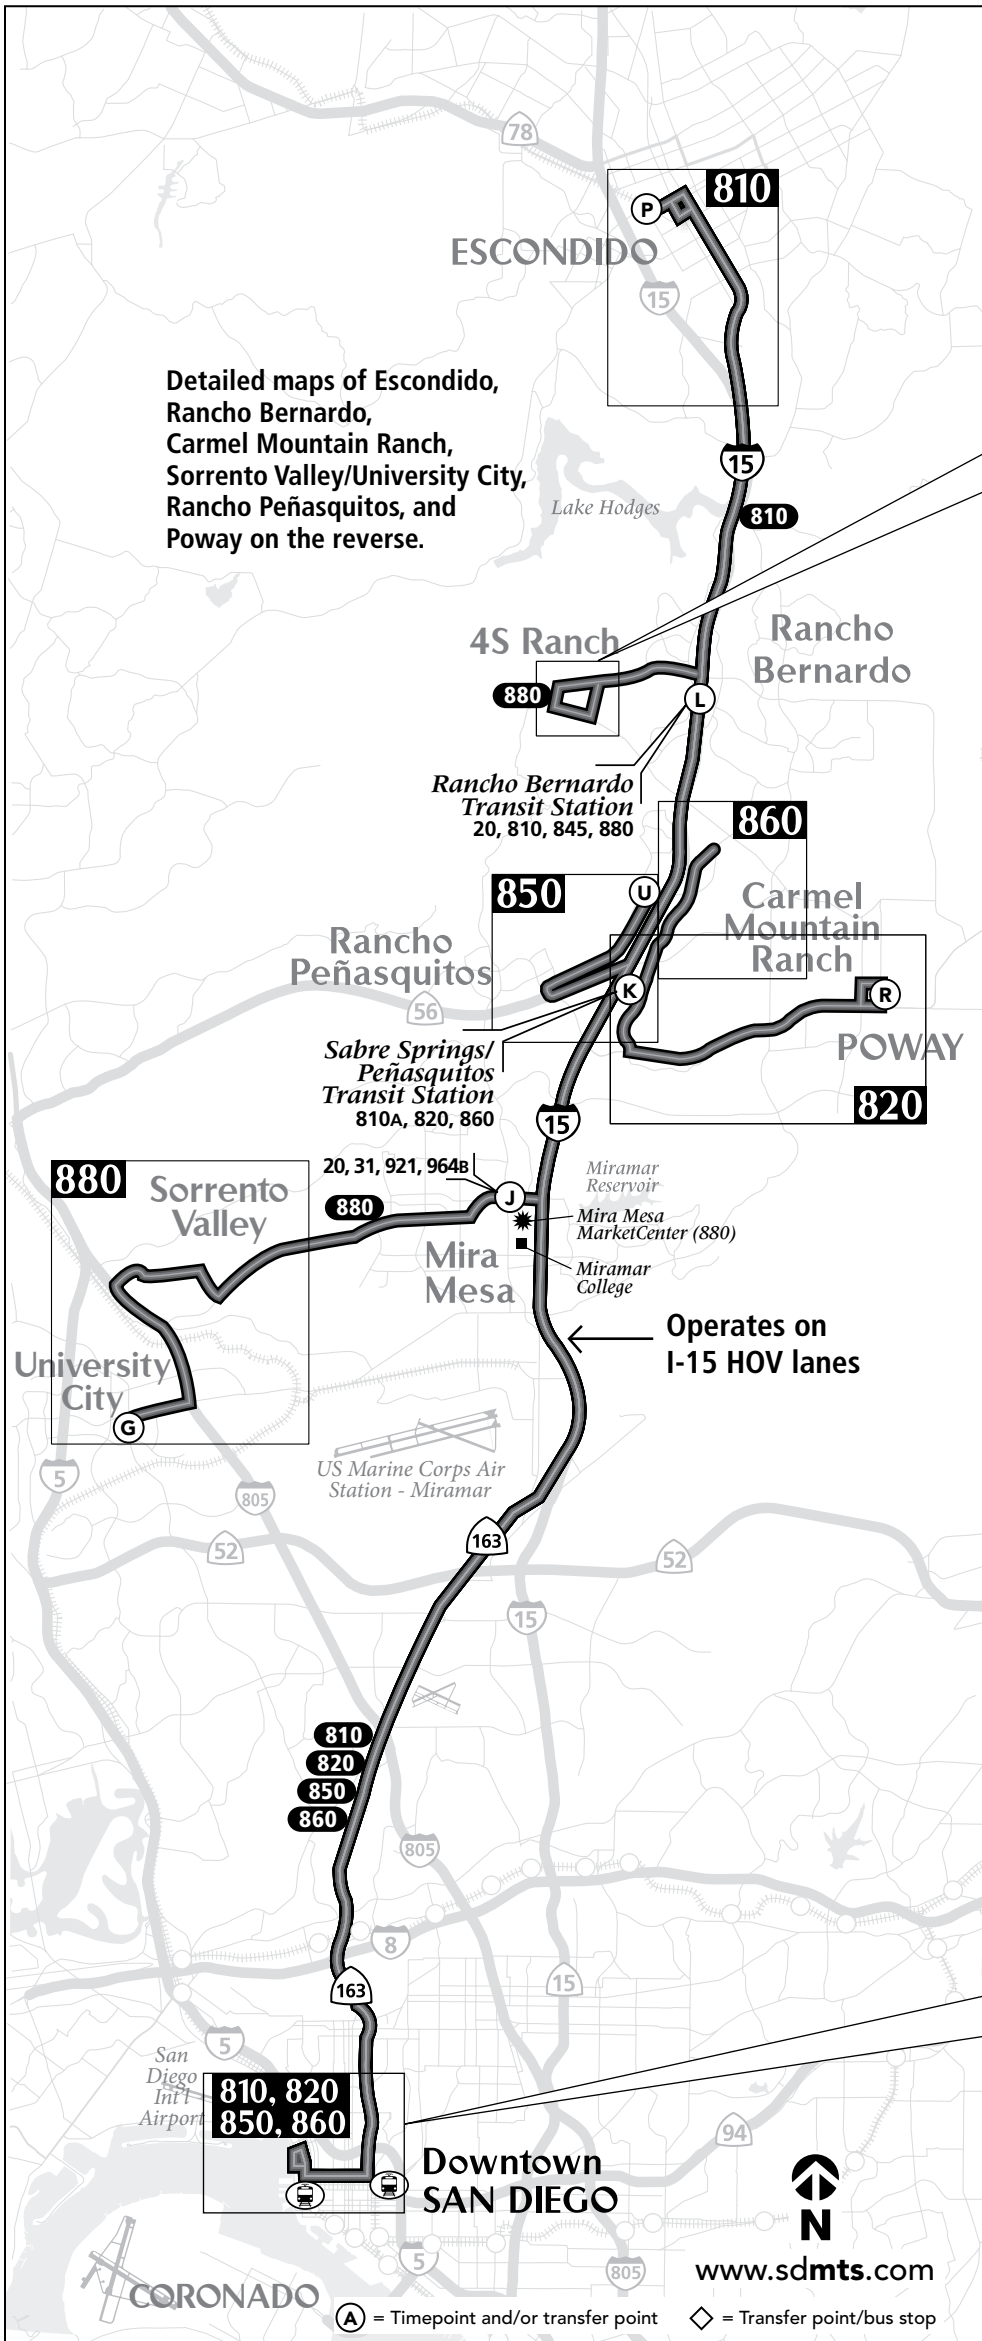 78
810
P
ESCONDIDO
15
Detailed maps of Escondido,
Rancho Bernardo,
Carmel Mountain Ranch,
Sorrento Valley/University City,
Rancho Peñasquitos, and
Poway on the reverse.
15
Lake Hodges
810
4S Ranch
Rancho
Bernardo
880
L
Rancho Bernardo
Transit Station
20, 810, 845, 880
860
850
U
Carmel
Mountain
Ranch
Rancho
Peñasquitos
K
R
56
POWAY
Sabre Springs/
Peñasquitos
Transit Station
810A, 820, 860
820
15
20, 31, 921, 964B
Miramar
Reservoir
880
Sorrento
Valley
880
J
Mira Mesa
MarketCenter (880)
Mira
Mesa
Miramar
College
Operates on
I-15 HOV lanes
University
City
G
US Marine Corps Air
Station - Miramar
5
805
163
52
52
15
810
820
850
860
805
8
15
163
5
San
Diego
Int'l
Airport
810, 820
850, 860
94
Downtown
SAN DIEGO
N
5
805
www.sdmts.com
CORONADO
A = Timepoint and/or transfer point
= Transfer point/bus stop